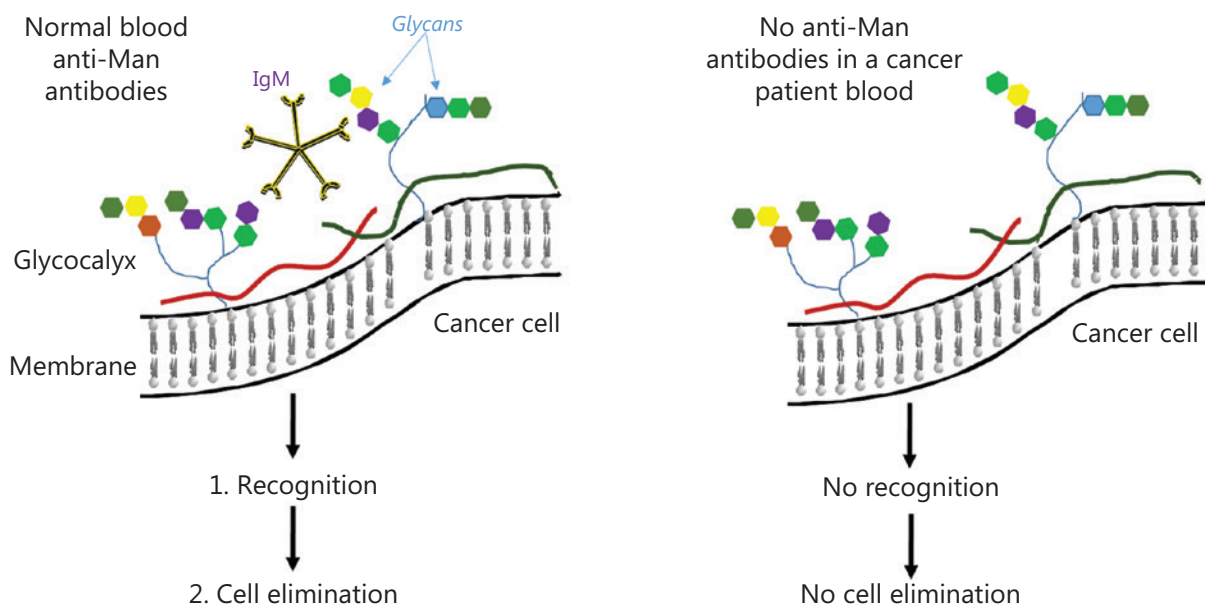 Normal blood
anti-Man
antibodies
IgM
Glycans
Glycocalyx
Membrane
Cancer cell
1. Recognition
2. Cell elimination
No anti-Man
antibodies in a cancer
patient blood
Cancer cell
No recognition
No cell elimination